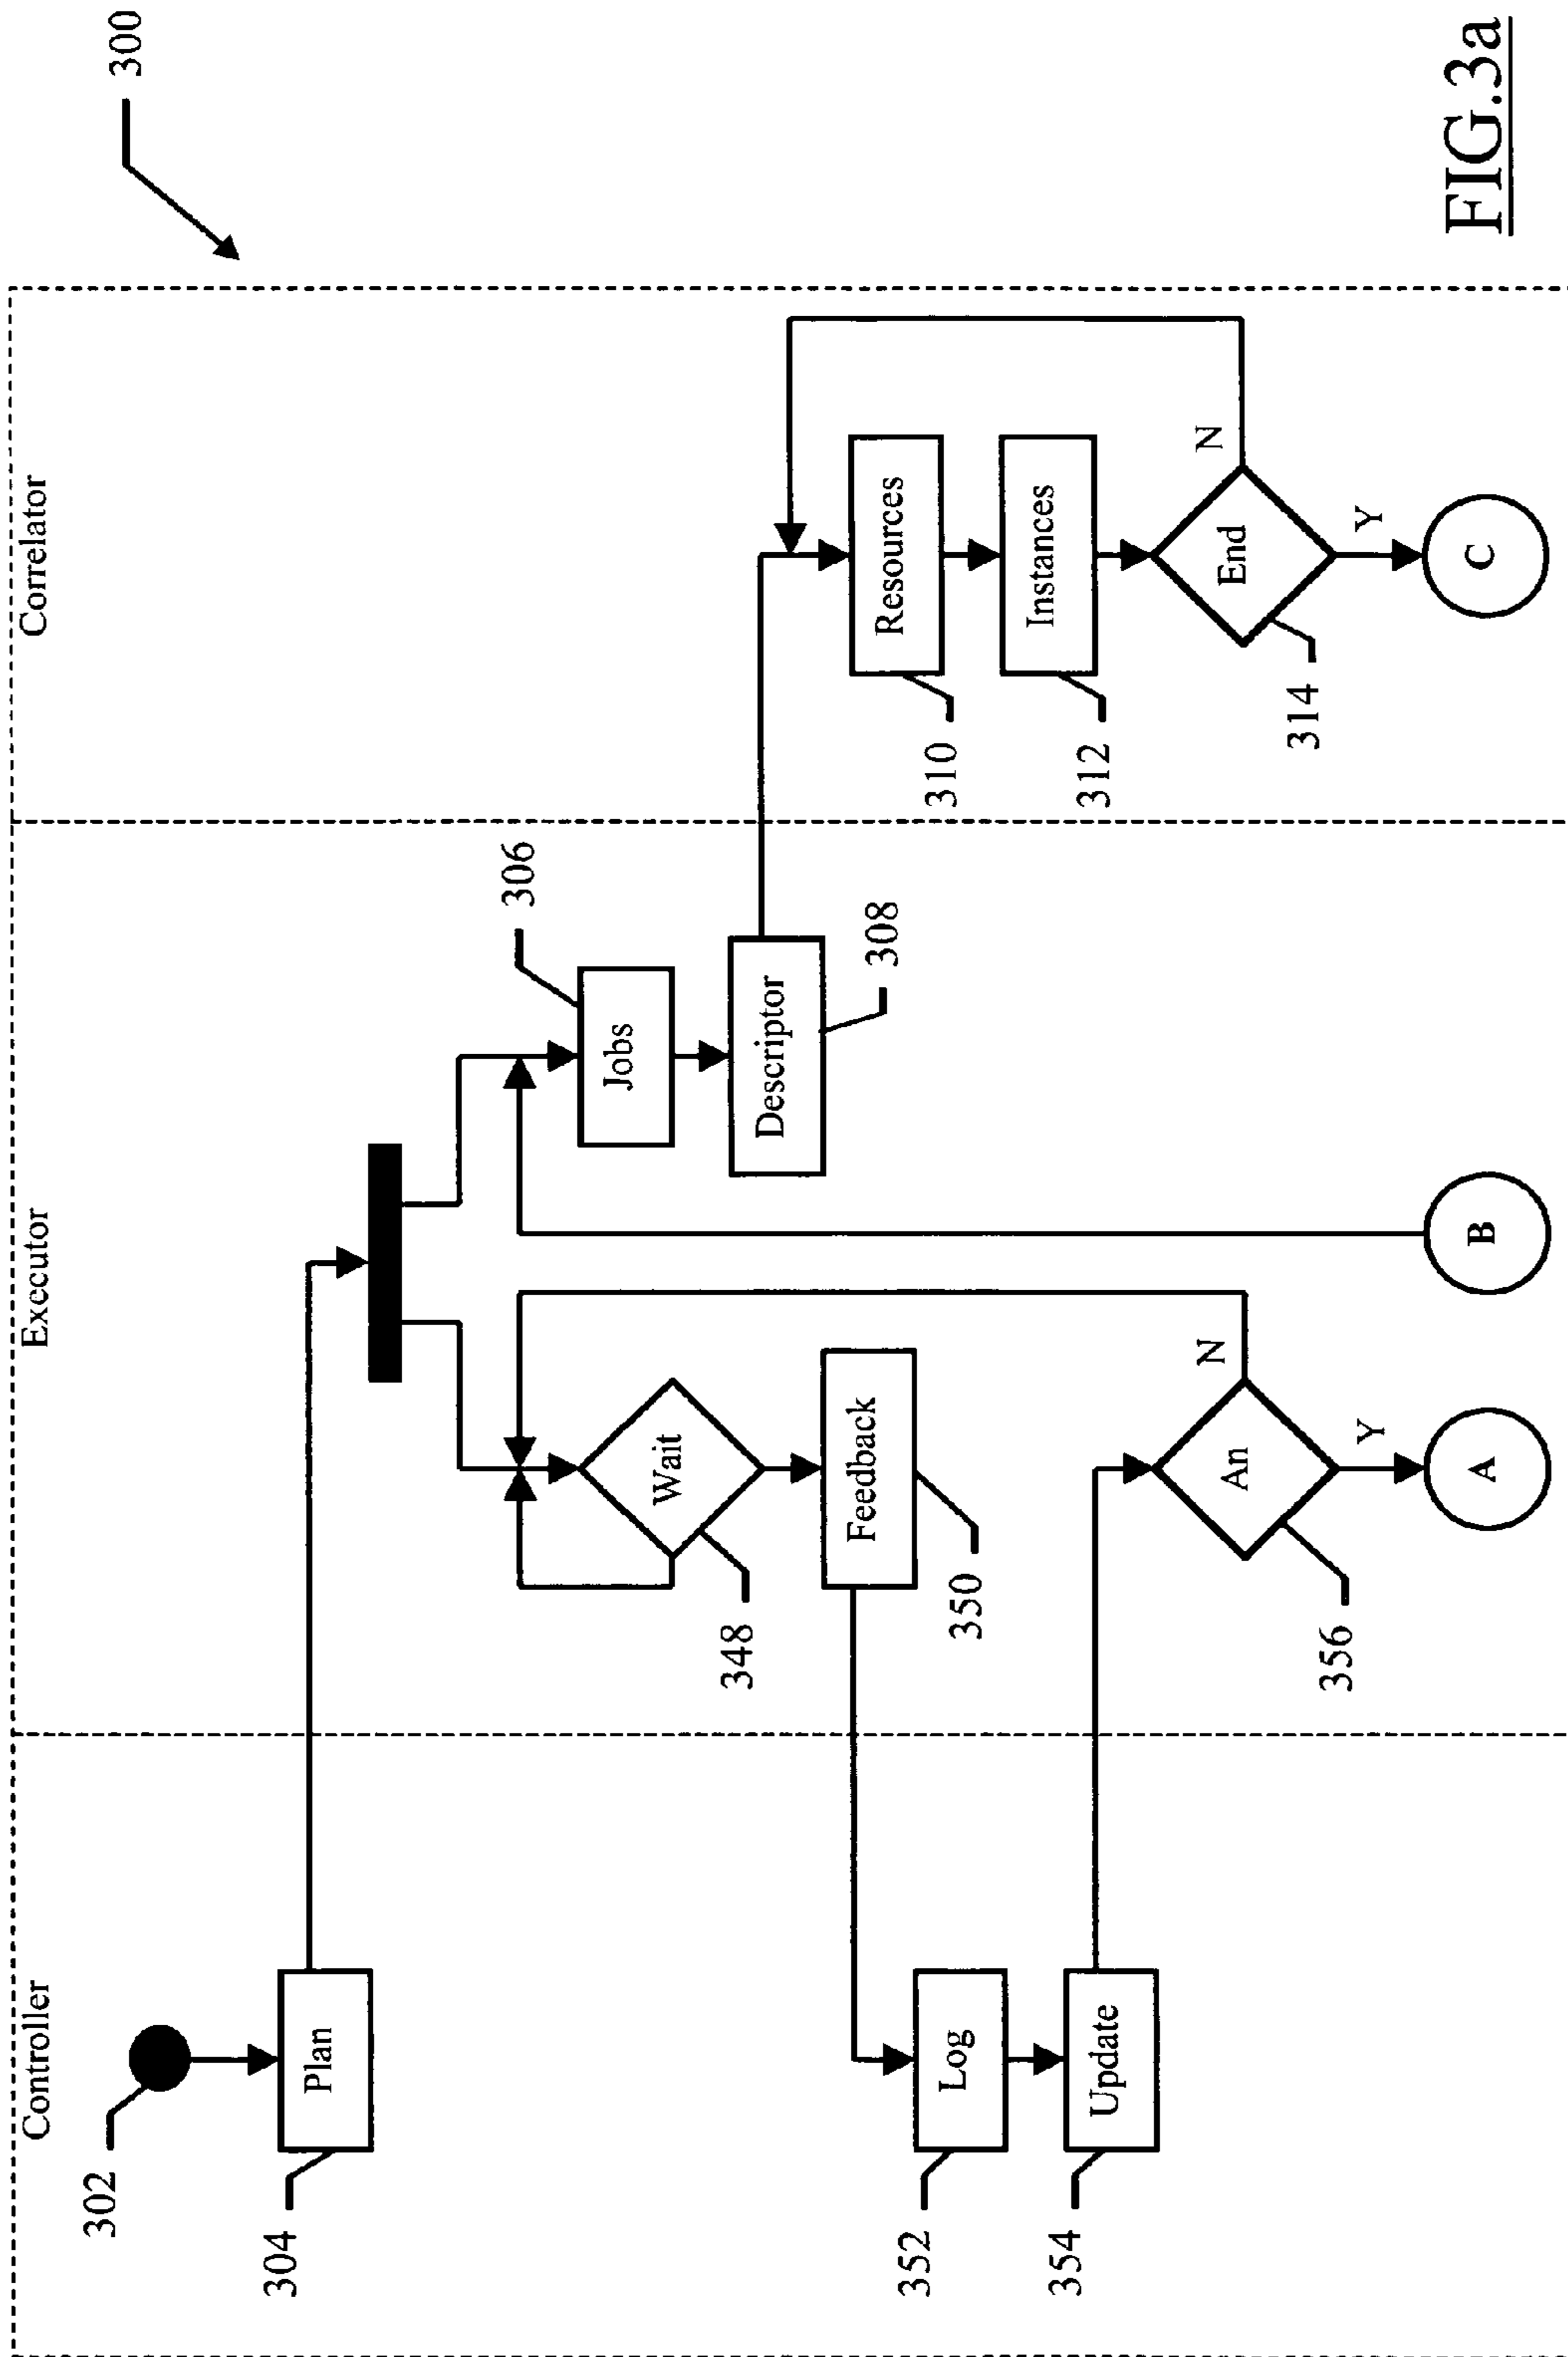 300
Controller
Executor
Correlator
302
Plan
304
306
Jobs
Wait
348
Descriptor
308
Feedback
350
Resources
310
Log
352
Instances
312
Update
354
An
N
356
Y
End
N
314
Y
A
B
C
FIG.3a